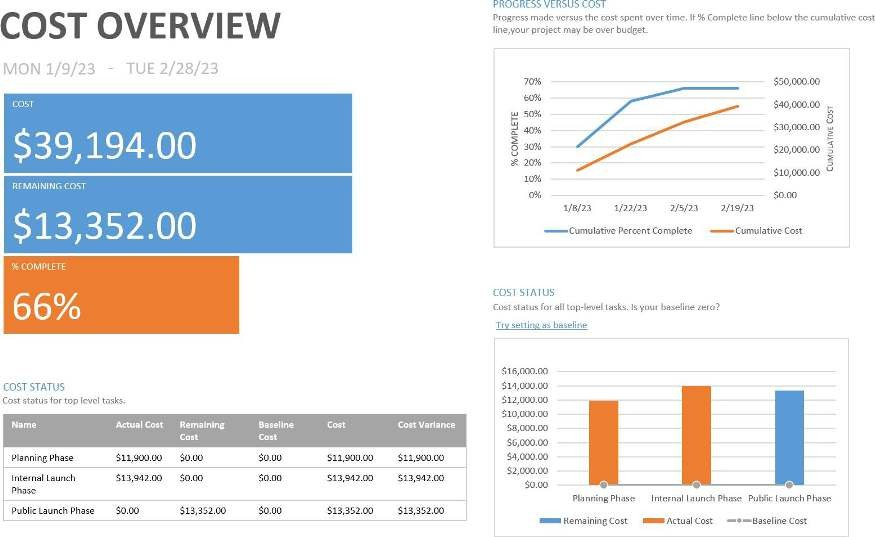 COST OVERVIEW
MON 1/9/23 - TUE 2/28/23
COST
$39,194.00
REMAINING COST
$13,352.00
% COMPLETE
66%
COST STATUS
Cost status for top level tasks.
Name Actual Cost Remaining Cost Baseline Cost Cost Cost Variance
Planning Phase $11,900.00 $0.00 $0.00 $11,900.00 $11,900.00
Internal Launch Phase $13,942.00 $0.00 $0.00 $13,942.00 $13,942.00
Public Launch Phase $0.00 $13,352.00 $0.00 $13,352.00 $13,352.00
PROGRESS VERSUS COST
Progress made versus the cost spent over time. If % Complete line below the cumulative cost
line,your project may be over budget.
70% $50,000.00
60%
50% $40,000.00
40% $30,000.00
30% $20,000.00
20%
10% $10,000.00
0% $0.00
% COMPLETE
CUMULATIVE COST
1/8/23 1/22/23 2/5/23 2/19/23
Cumulative Percent Complete Cumulative Cost
COST STATUS
Cost status for all top-level tasks. Is your baseline zero?
Try setting as baseline
$16,000.00
$14,000.00
$12,000.00
$10,000.00
$8,000.00
$6,000.00
$4,000.00
$2,000.00
$0.00
Planning Phase Internal Launch Phase Public Launch Phase
Remaining Cost Actual Cost Baseline Cost